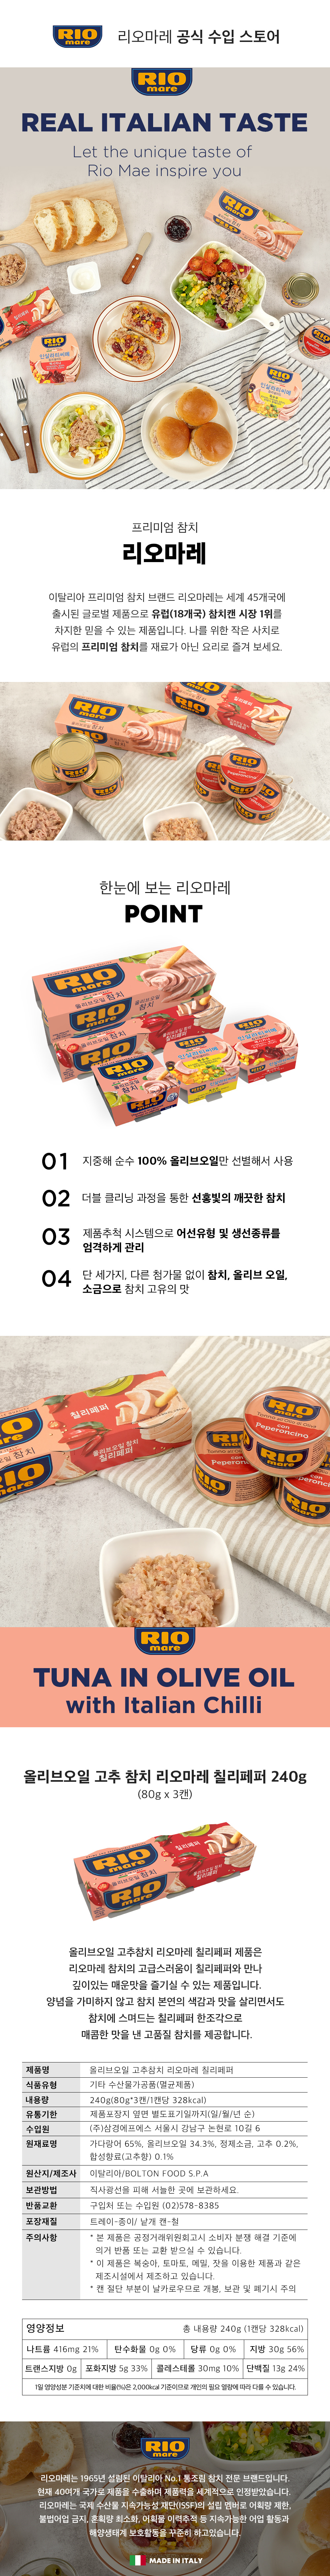 RIO mare 리오마레 공식 수입 스토어
RIO mare
REAL ITALIAN TASTE
Let the unique taste of
Rio Mae inspire you
프리미엄 참치
리오마레
이탈리아 프리미엄 참치 브랜드 리오마레는 세계 45개국에
출시된 글로벌 제품으로 유럽(18개국) 참치캔 시장 1위를
차지한 믿을 수 있는 제품입니다. 나를 위한 작은 사치로
유럽의 프리미엄 참치를 재료가 아닌 요리로 즐겨 보세요.
한눈에 보는 리오마레
POINT
RIO mare
올리브오일 참치
01 지중해 순수 100% 올리브오일만 선별해서 사용
02 더블 클리닝 과정을 통한 선홍빛의 깨끗한 참치
03 제품추적 시스템으로 어선유형 및 생선종류를
엄격하게 관리
04 단 세가지, 다른 첨가물 없이 참치, 올리브 오일,
소금으로 참치 고유의 맛
칠리페퍼
올리브오일 참치
칠리페퍼
RIO mare
con
Peperoncino
RIO mare
TUNA IN OLIVE OIL
with Italian Chilli
올리브오일 고추 참치 리오마레 칠리페퍼 240g
(80g x 3캔)
RIO mare
칠리페퍼
올리브오일 고추참치 리오마레 칠리페퍼 제품은
리오마레 참치의 고급스러움이 칠리페퍼와 만나
깊이있는 매운맛을 즐기실 수 있는 제품입니다.
양념을 가미하지 않고 참치 본연의 색감과 맛을 살리면서도
참치에 스며드는 칠리페퍼 한조각으로
매콤한 맛을 낸 고품질 참치를 제공합니다.
제품명 올리브오일 고추참치 리오마레 칠리페퍼
식품유형 기타 수산물가공품(멸균제품)
내용량 240g(80g*3캔/1캔당 328kcal)
유통기한 제품포장지 옆면 별도표기일까지(일/월/년 순)
수입원 (주)삼경에프에스 서울시 강남구 논현로 10길 6
원재료명 가다랑어 65%, 올리브오일 34.3%, 정제소금, 고추 0.2%,
합성향료(고추향) 0.1%
원산지/제조사 이탈리아/BOLTON FOOD S.P.A
보관방법 직사광선을 피해 서늘한 곳에 보관하세요.
반품교환 구입처 또는 수입원 (02)578-8385
포장재질 트레이-종이/ 낱개 캔-철
주의사항 * 본 제품은 공정거래위원회고시 소비자 분쟁 해결 기준에
의거 반품 또는 교환 받으실 수 있습니다.
* 이 제품은 복숭아, 토마토, 메밀, 잣을 이용한 제품과 같은
제조시설에서 제조하고 있습니다.
* 캔 절단 부분이 날카로우므로 개봉, 보관 및 폐기시 주의
영양정보 총 내용량 240g (1캔당 328kcal)
나트륨 416mg 21% 탄수화물 0g 0% 당류 0g 0% 지방 30g 56%
트랜스지방 0g 포화지방 5g 33% 콜레스테롤 30mg 10% 단백질 13g 24%
1일 영양성분 기준치에 대한 비율(%)은 2,000kcal 기준이므로 개인의 필요 열량에 따라 다를 수 있습니다.
RIO mare
리오마레는 1965년 설립된 이탈리아 No.1 통조림 참치 전문 브랜드입니다.
현재 40여개 국가로 제품을 수출하며 제품력을 세계적으로 인정받았습니다.
리오마레는 국제 수산물 지속가능성 재단(ISSF)의 설립 멤버로 어획량 제한,
불법어업 금지, 혼획량 최소화, 어획물 이력추적 등 지속가능한 어업 활동과
해양생태계 보호활동을 꾸준히 하고있습니다.
MADE IN ITALY